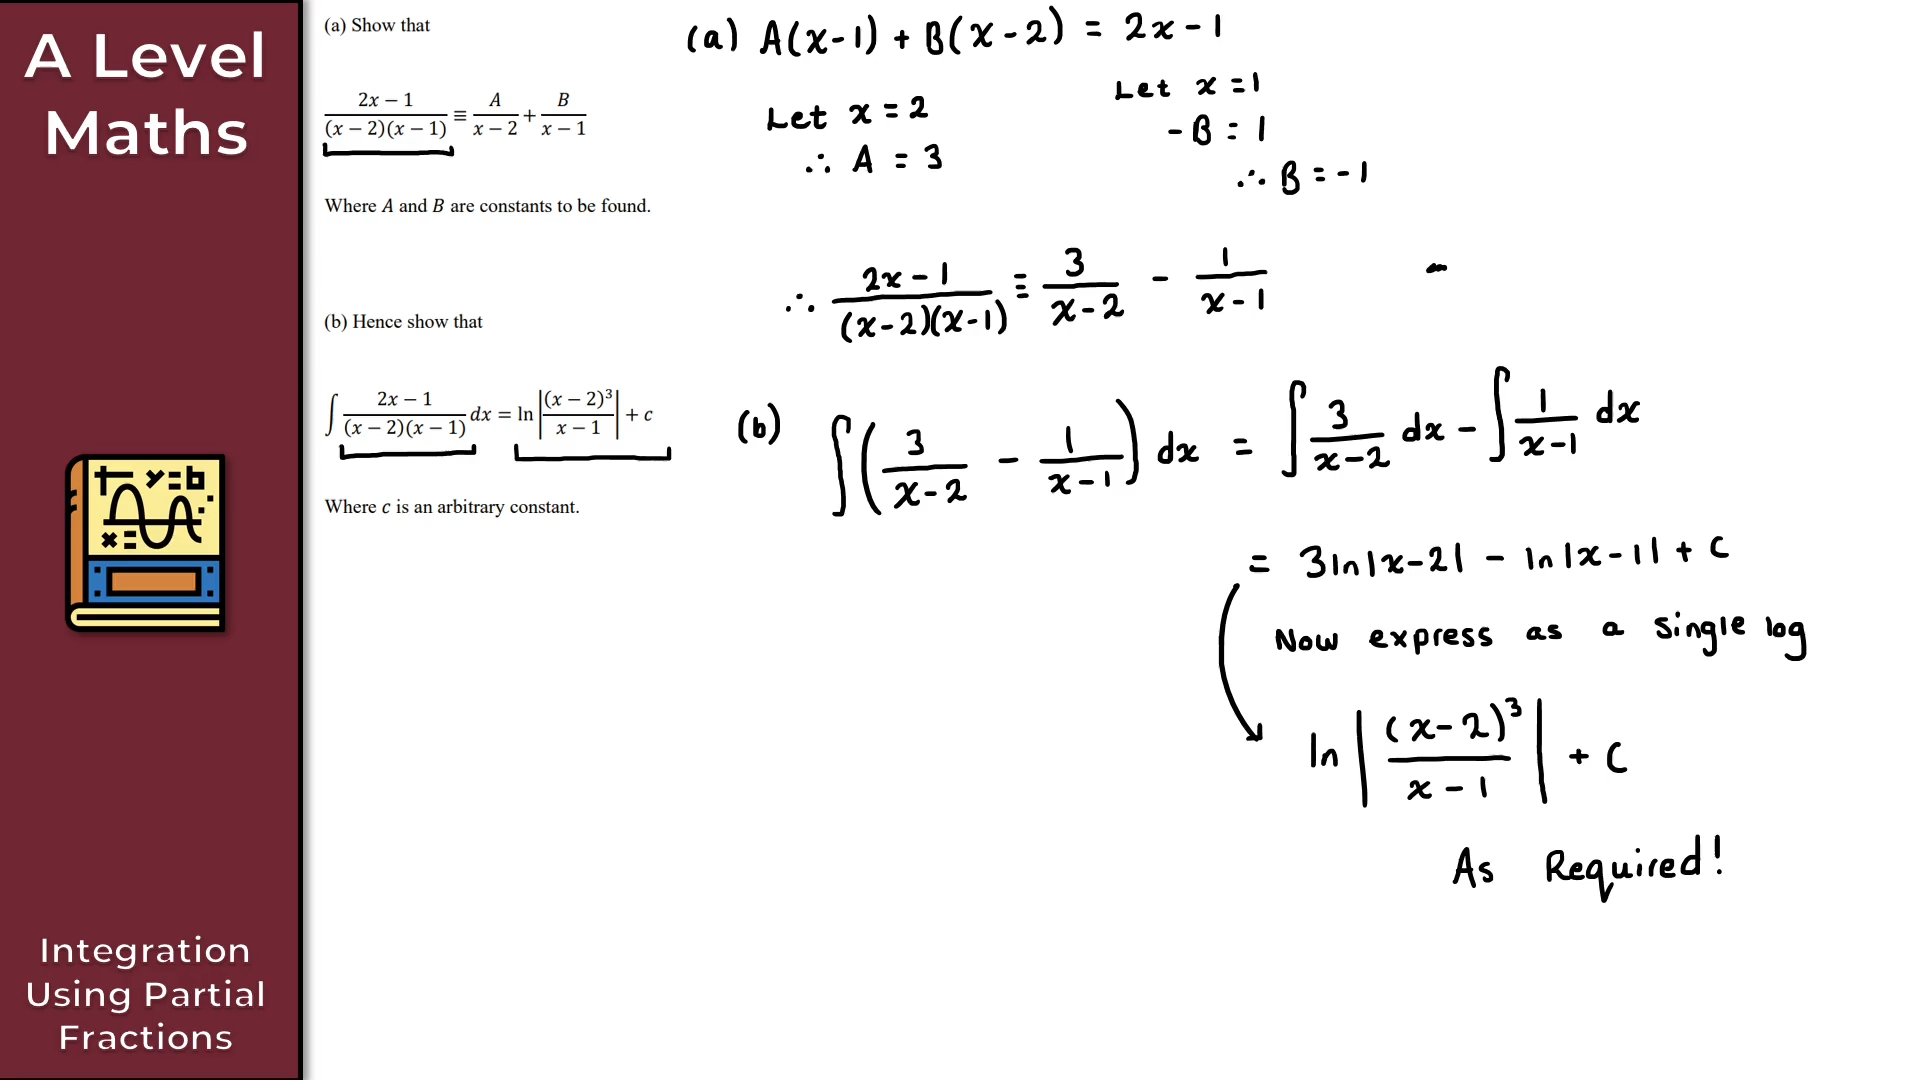 A Level
Maths
(a) Show that
(2x − 1)/((x − 2)(x − 1)) ≡ A/(x − 2) + B/(x − 1)
Where A and B are constants to be found.
(b) Hence show that
∫ (2x − 1)/((x − 2)(x − 1)) dx = ln |(x − 2)³/(x − 1)| + c
Where c is an arbitrary constant.
(a) A(x-1) + B(x-2) = 2x-1
Let x = 2
∴ A = 3
Let x = 1
-B = 1
∴ B = -1
∴ (2x-1)/((x-2)(x-1)) ≡ 3/(x-2) - 1/(x-1)
(b) ∫(3/(x-2) - 1/(x-1)) dx = ∫ 3/(x-2) dx - ∫ 1/(x-1) dx
= 3ln|x-2| - ln|x-1| + c
Now express as a single log
ln |(x-2)³/(x-1)| + c
As Required!
y=b
Integration
Using Partial
Fractions